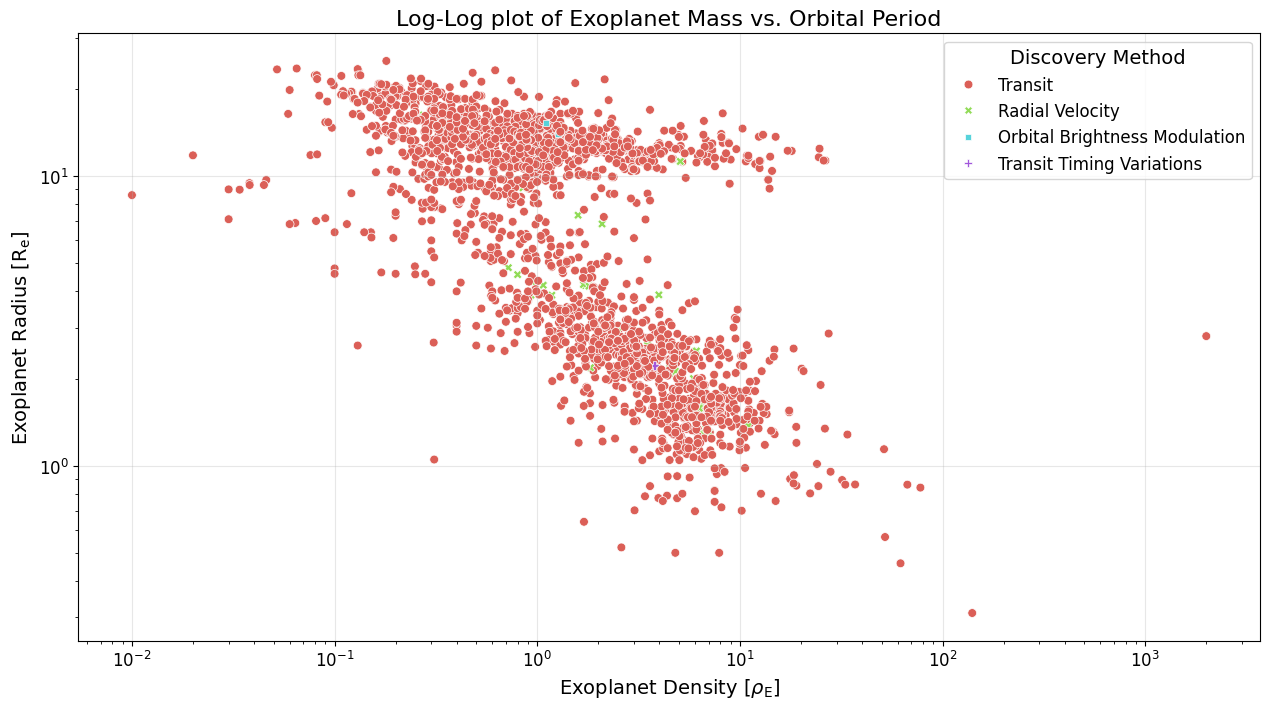 Log-Log plot of Exoplanet Mass vs. Orbital Period
Discovery Method
Transit
Radial Velocity
Orbital Brightness Modulation
Transit Timing Variations
Exoplanet Radius [Rₑ]
10¹
10⁰
10⁻²
10⁻¹
10⁰
10¹
10²
10³
Exoplanet Density [ρ_E]